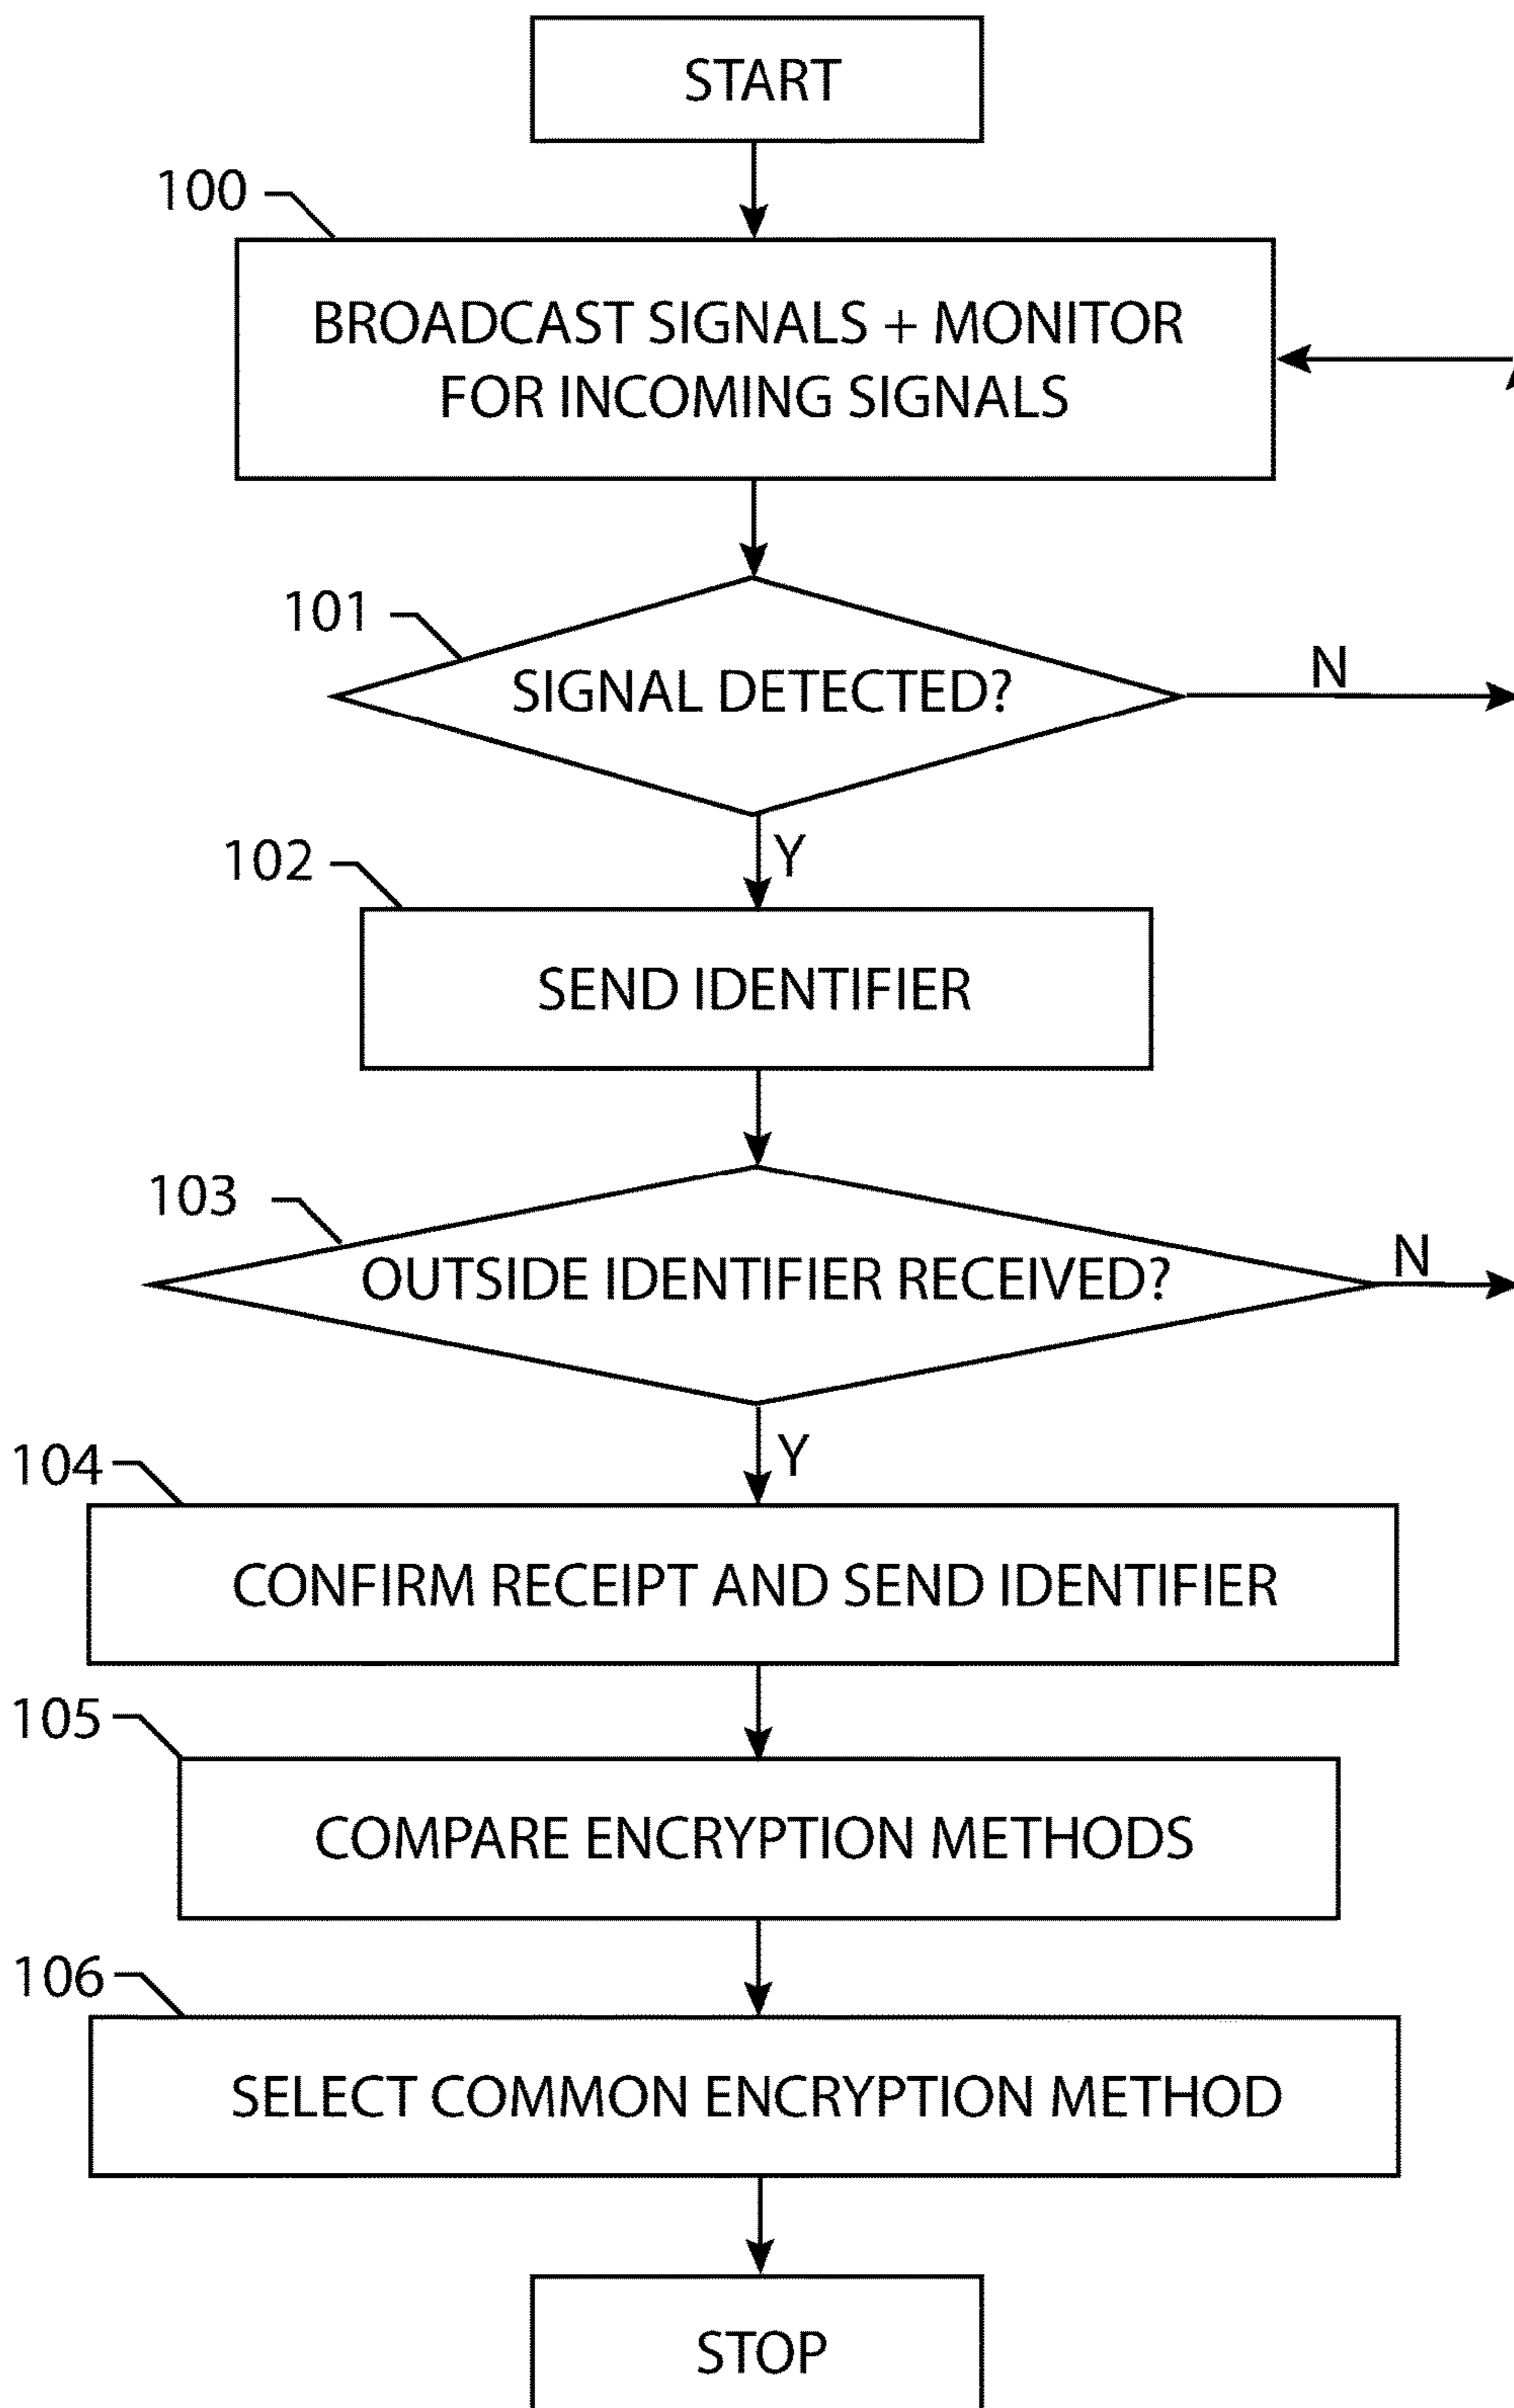 START
100
BROADCAST SIGNALS + MONITOR
FOR INCOMING SIGNALS
101
SIGNAL DETECTED?
N
Y
102
SEND IDENTIFIER
103
OUTSIDE IDENTIFIER RECEIVED?
N
Y
104
CONFIRM RECEIPT AND SEND IDENTIFIER
105
COMPARE ENCRYPTION METHODS
106
SELECT COMMON ENCRYPTION METHOD
STOP